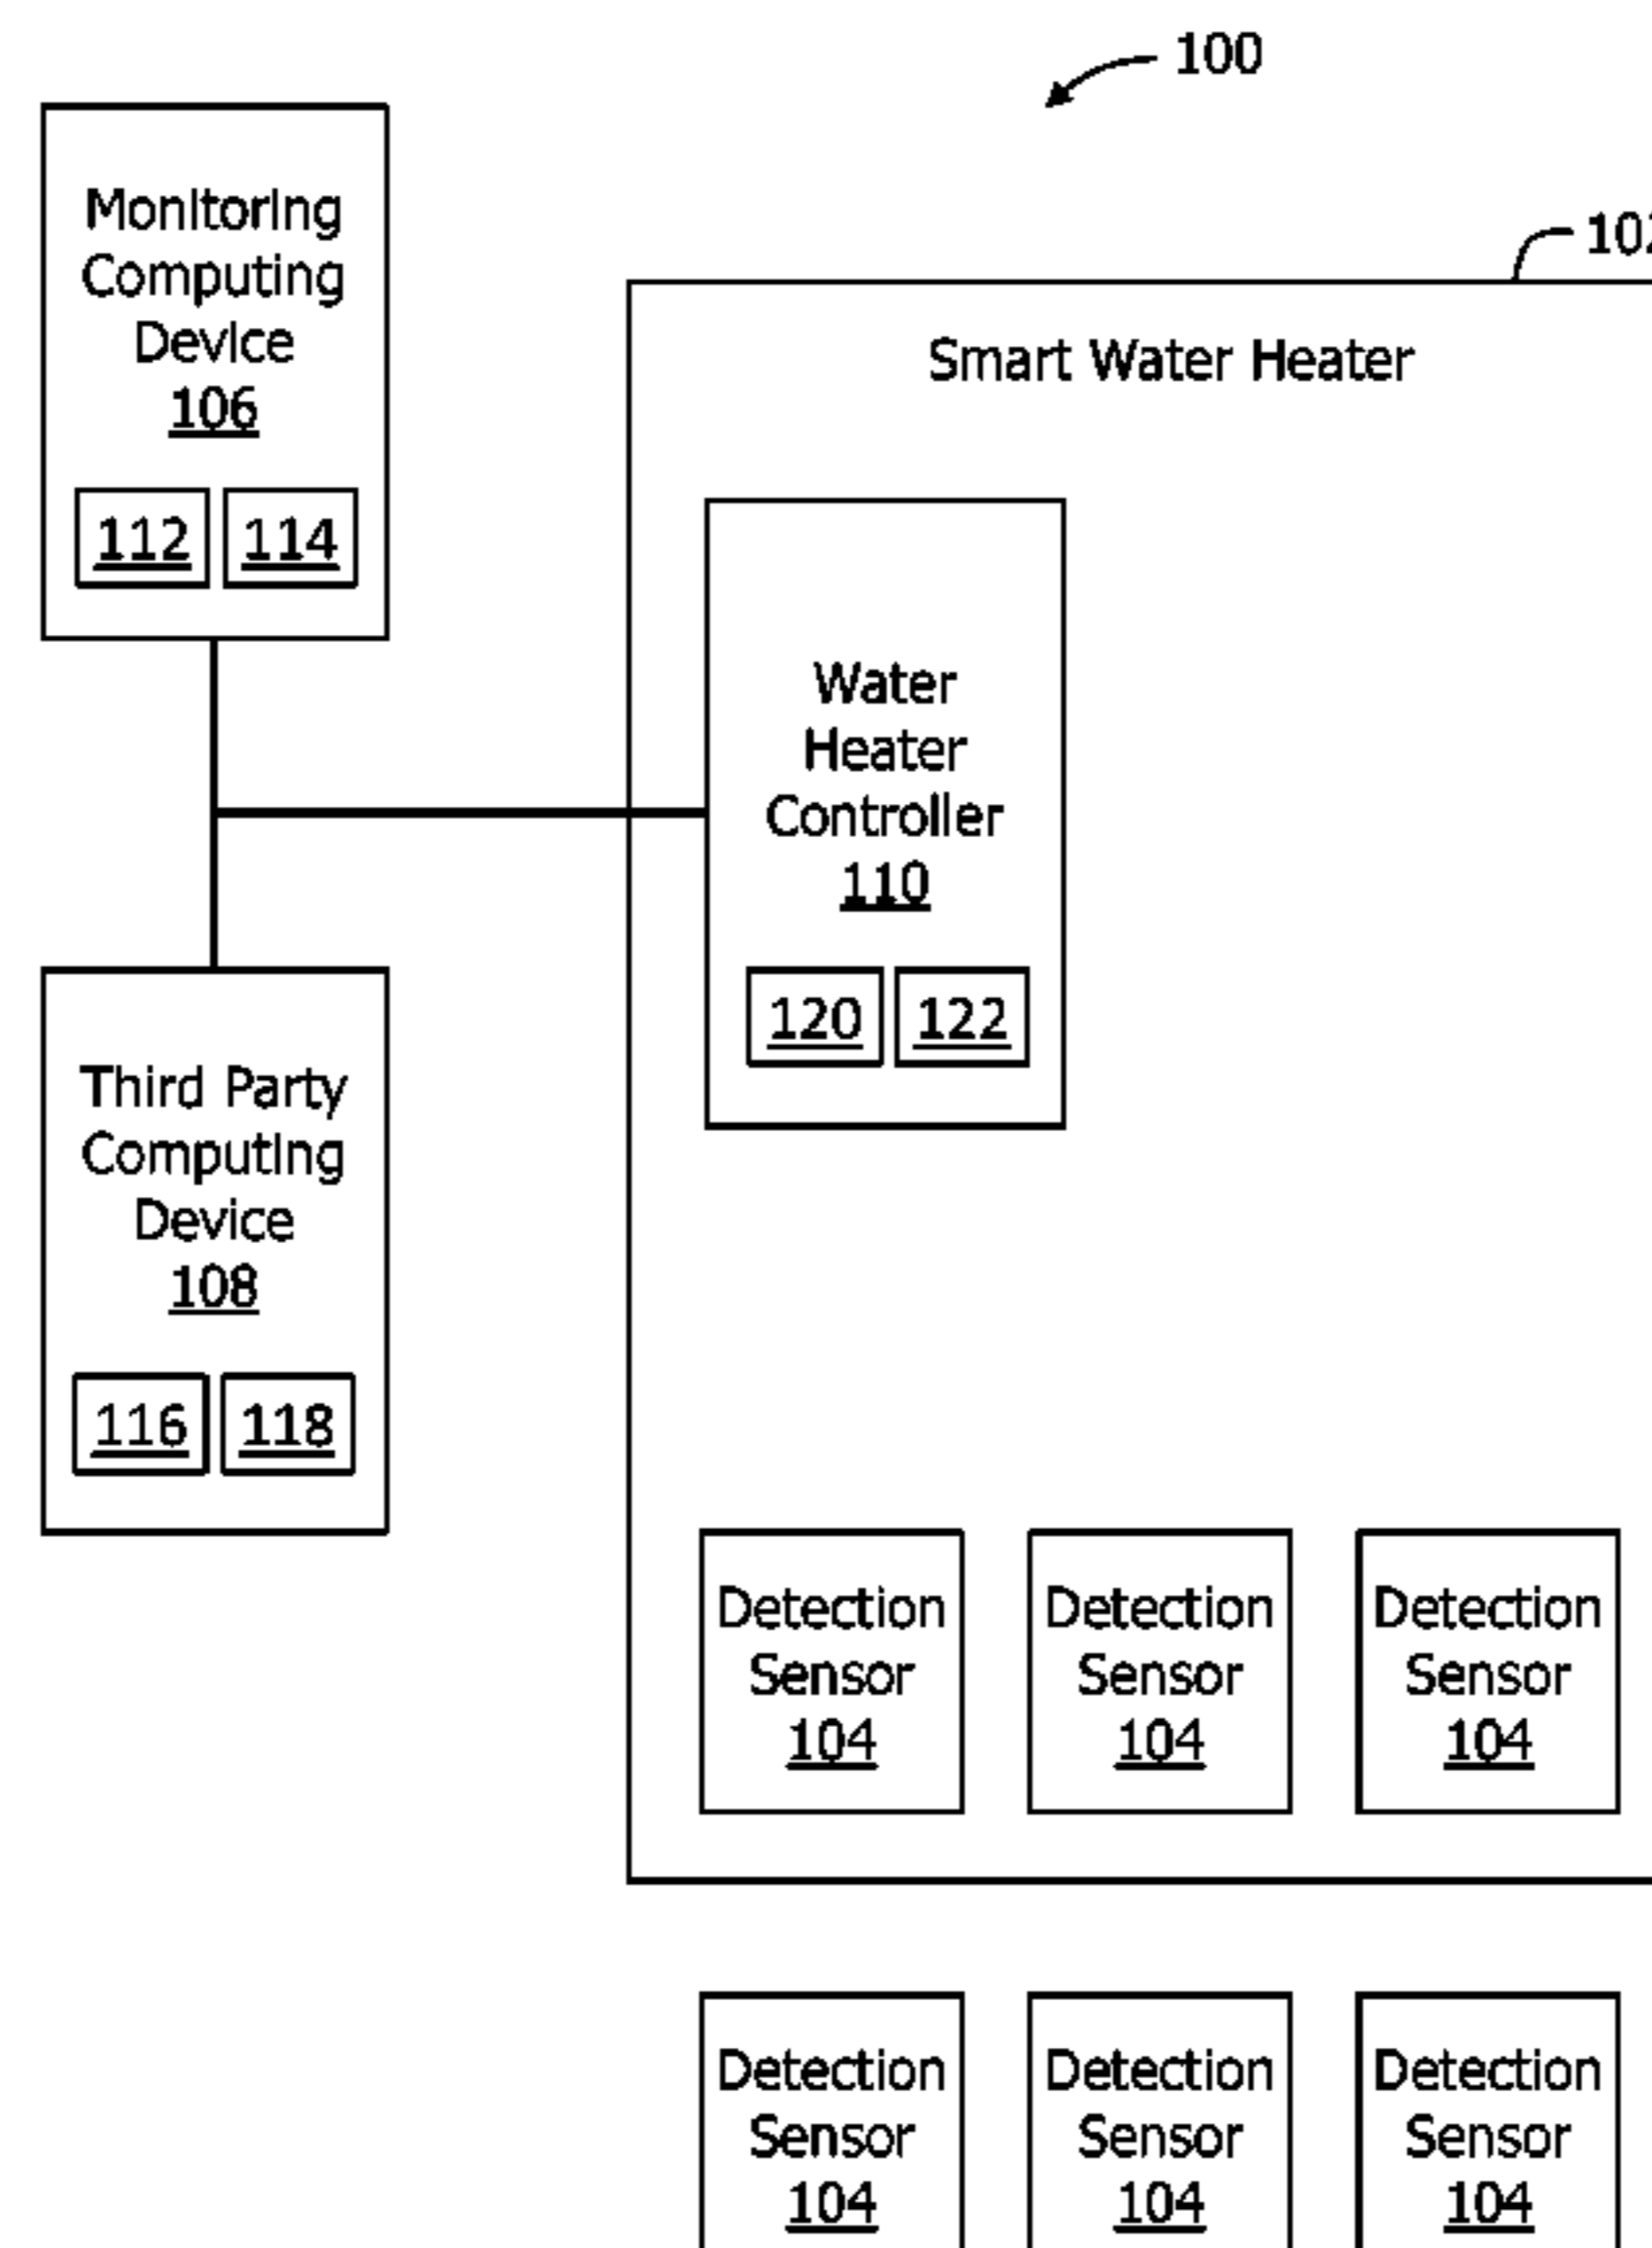 100
Monitoring
Computing
Device
106
112 114
Smart Water Heater
Water
Heater
Controller
110
120 122
Third Party
Computing
Device
108
116 118
Detection
Sensor
104
Detection
Sensor
104
Detection
Sensor
104
Detection
Sensor
104
Detection
Sensor
104
Detection
Sensor
104